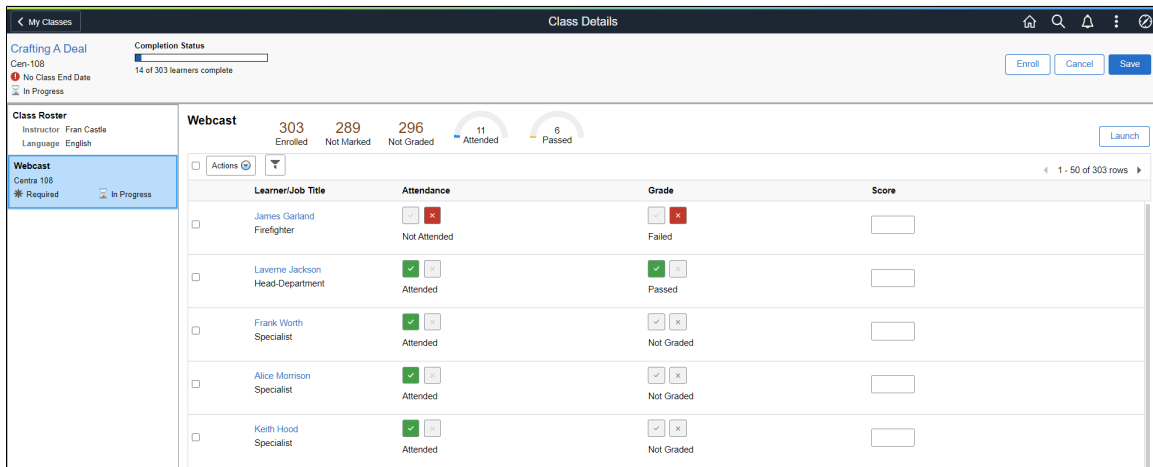 My Classes
Class Details
Crafting A Deal
Cen-108
No Class End Date
In Progress
Completion Status
14 of 303 learners complete
Enroll
Cancel
Save
Class Roster
Instructor Fran Castle
Language English
Webcast
Centra 108
Required In Progress
Webcast
303 Enrolled
289 Not Marked
296 Not Graded
11 Attended
6 Passed
Launch
Actions
1 - 50 of 303 rows
Learner/Job Title Attendance Grade Score
James Garland
Firefighter
Not Attended Failed
Laverne Jackson
Head-Department
Attended Passed
Frank Worth
Specialist
Attended Not Graded
Alice Morrison
Specialist
Attended Not Graded
Keith Hood
Specialist
Attended Not Graded